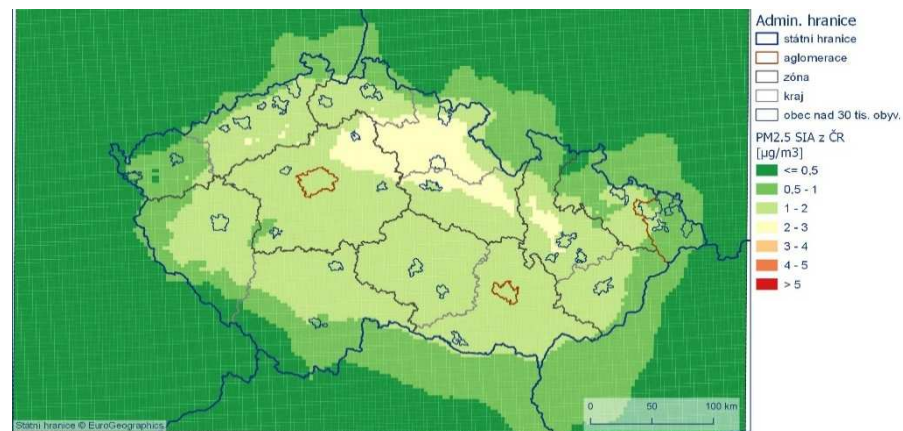 Admin. hranice
státní hranice
aglomerace
zóna
kraj
obec nad 30 tis. obyv.
PM2.5 SIA z ČR
[µg/m3]
<= 0,5
0,5 - 1
1 - 2
2 - 3
3 - 4
4 - 5
> 5
0 50 100 km
Státní hranice © EuroGeographics